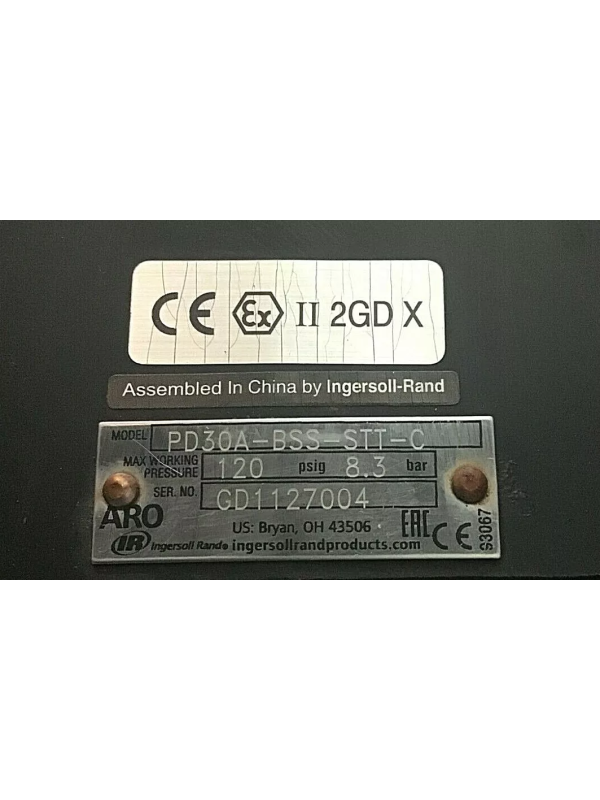 CE Ex II 2GD X
Assembled In China by Ingersoll-Rand
MODEL PD30A-BSS-STT-C
MAX WORKING PRESSURE 120 psig 8.3 bar
SER. NO. GD1127004
ARO
US: Bryan, OH 43506 EAC CE
IR Ingersoll Rand® ingersollrandproducts.com
93067